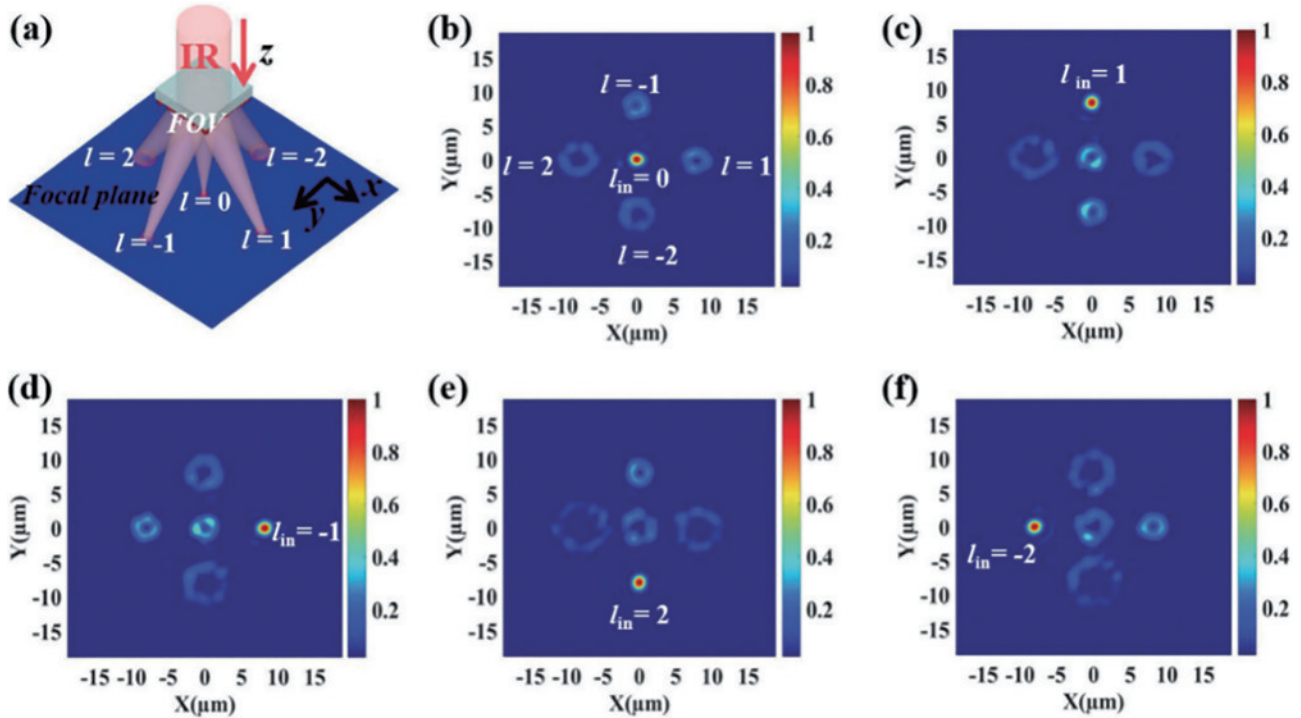 (a)
IR
z
FOV
l = 2
l = -2
Focal plane
l = 0
x
y
l = -1
l = 1
(b)
15
10
5
0
-5
-10
-15
Y(μm)
l = -1
l = 2
l = 1
lin= 0
l = -2
-15 -10 -5 0 5 10 15
X(μm)
1
0.8
0.6
0.4
0.2
(c)
15
10
5
0
-5
-10
-15
Y(μm)
l in= 1
-15 -10 -5 0 5 10 15
X(μm)
1
0.8
0.6
0.4
0.2
(d)
15
10
5
0
-5
-10
-15
Y(μm)
lin= -1
-15 -10 -5 0 5 10 15
X(μm)
1
0.8
0.6
0.4
0.2
(e)
15
10
5
0
-5
-10
-15
Y(μm)
lin= 2
-15 -10 -5 0 5 10 15
X(μm)
1
0.8
0.6
0.4
0.2
(f)
15
10
5
0
-5
-10
-15
Y(μm)
lin= -2
-15 -10 -5 0 5 10 15
X(μm)
1
0.8
0.6
0.4
0.2